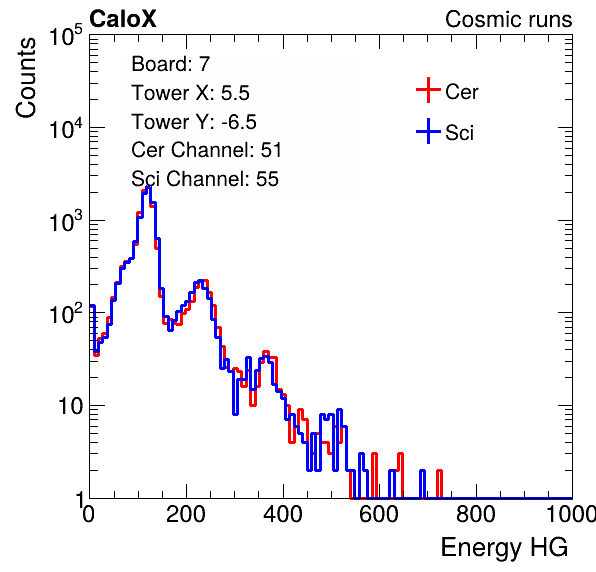 CaloX
Cosmic runs
Counts
Board: 7
Tower X: 5.5
Tower Y: -6.5
Cer Channel: 51
Sci Channel: 55
Cer
Sci
10^5
10^4
10^3
10^2
10
1
0 200 400 600 800 1000
Energy HG